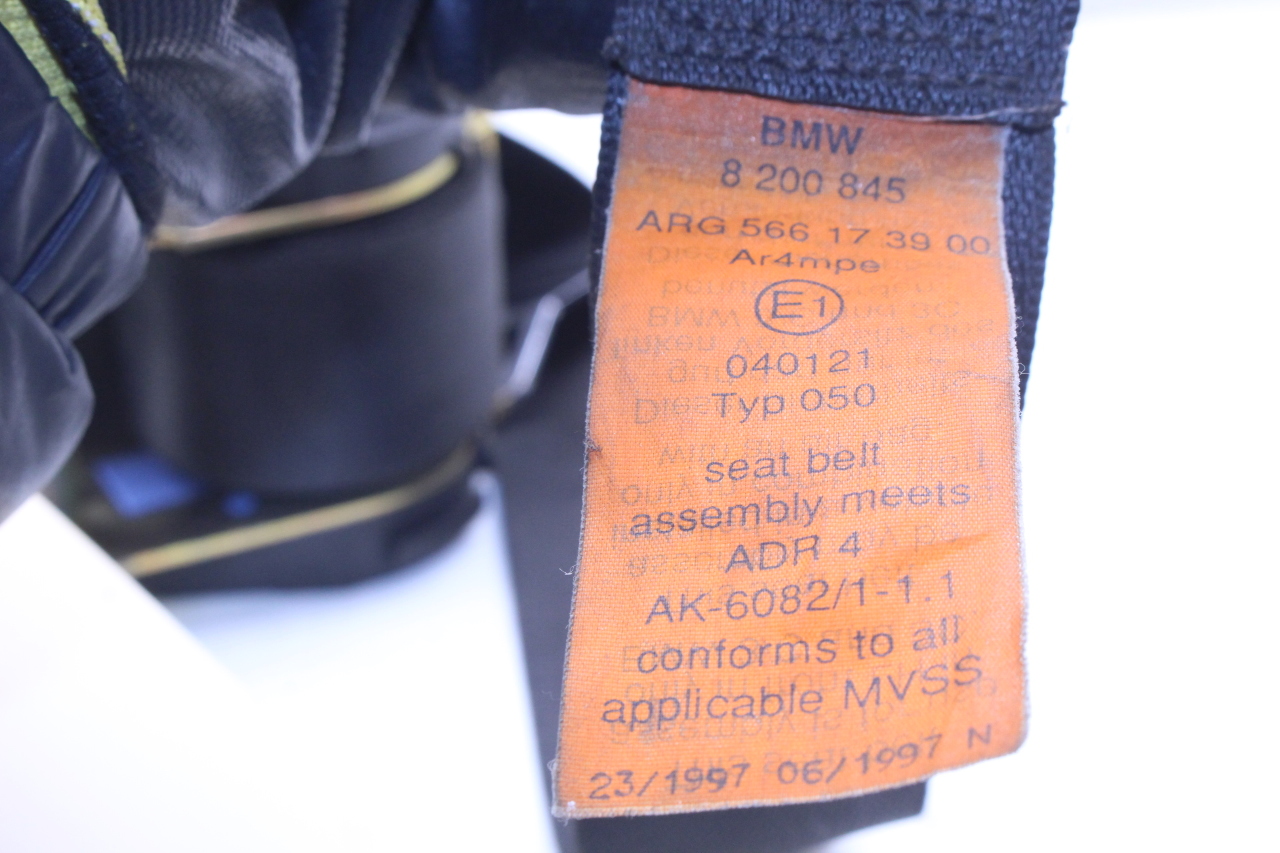 BMW
8 200 845
ARG 566 17 39 00
Ar4mpe
E1
040121
Typ 050
seat belt
assembly meets
ADR 4
AK-6082/1-1.1
conforms to all
applicable MVSS
23/1997 06/1997 N